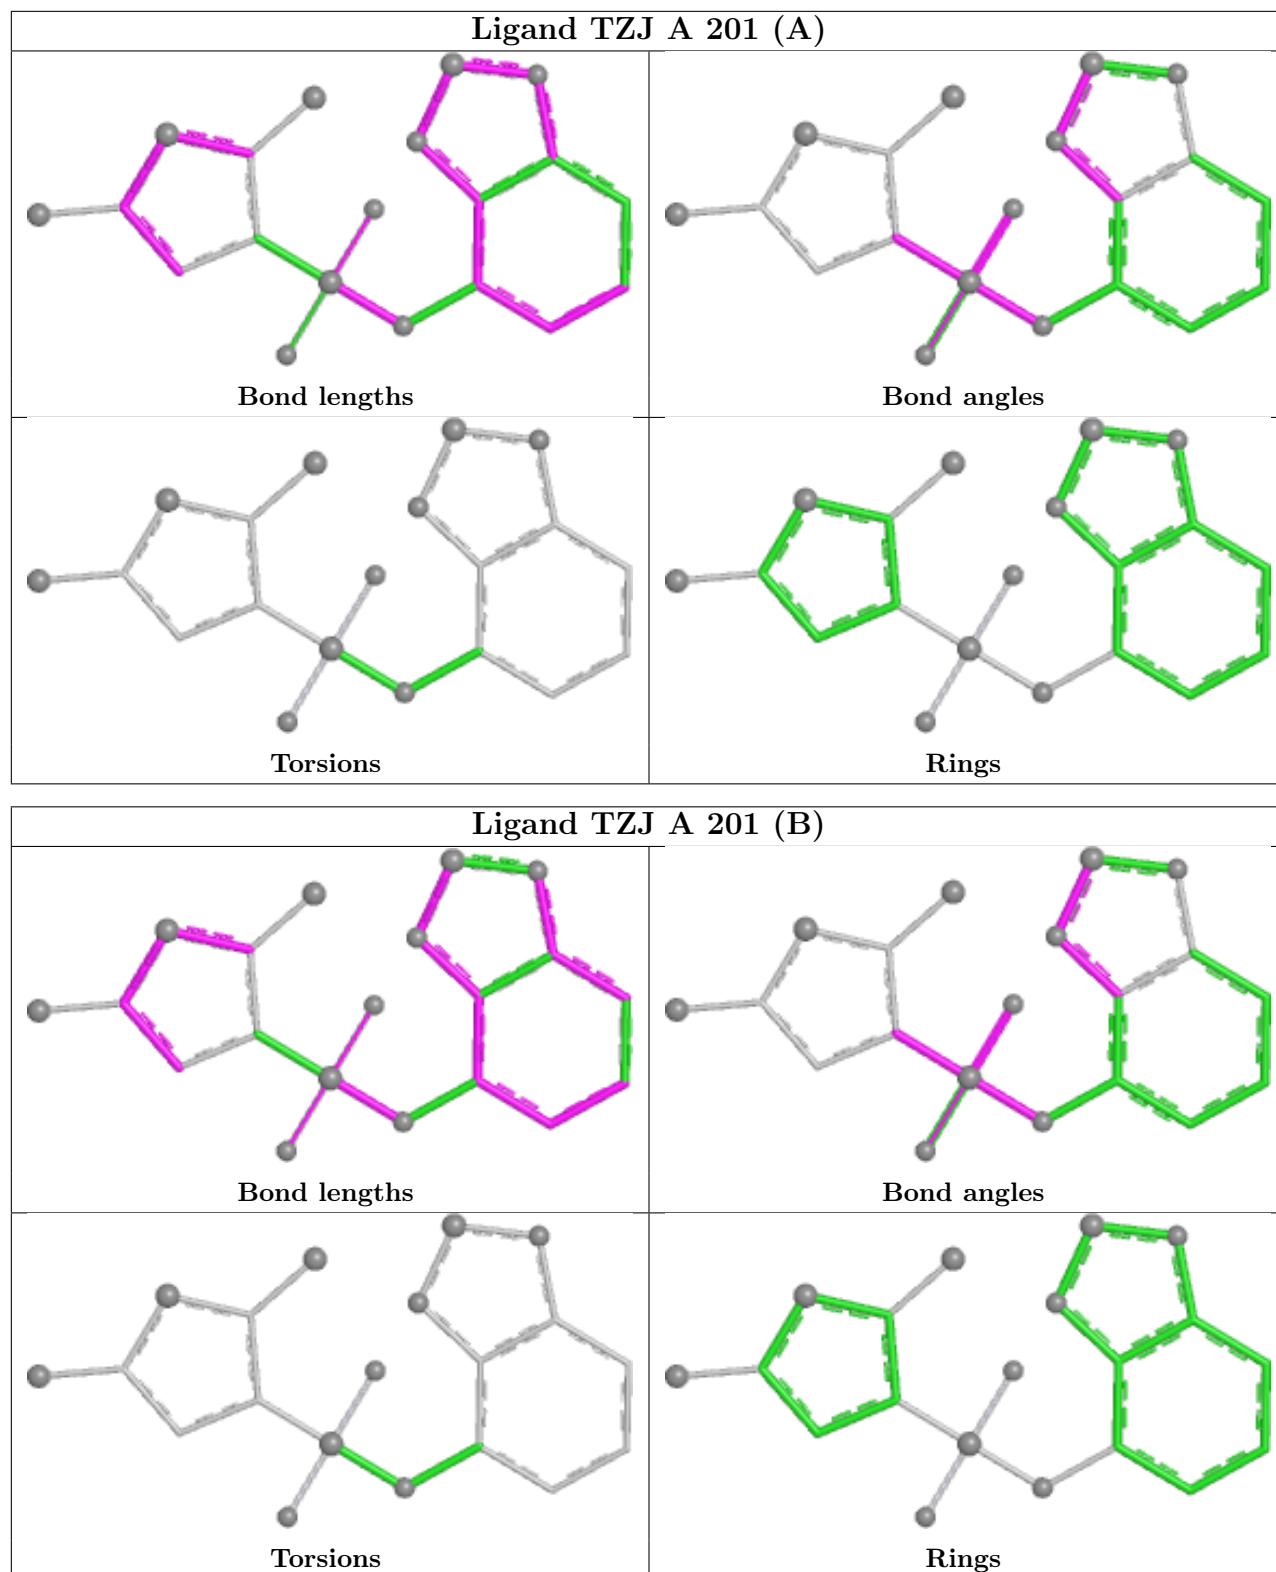 Ligand TZJ A 201 (A)
Bond lengths
Bond angles
Torsions
Rings
Ligand TZJ A 201 (B)
Bond lengths
Bond angles
Torsions
Rings